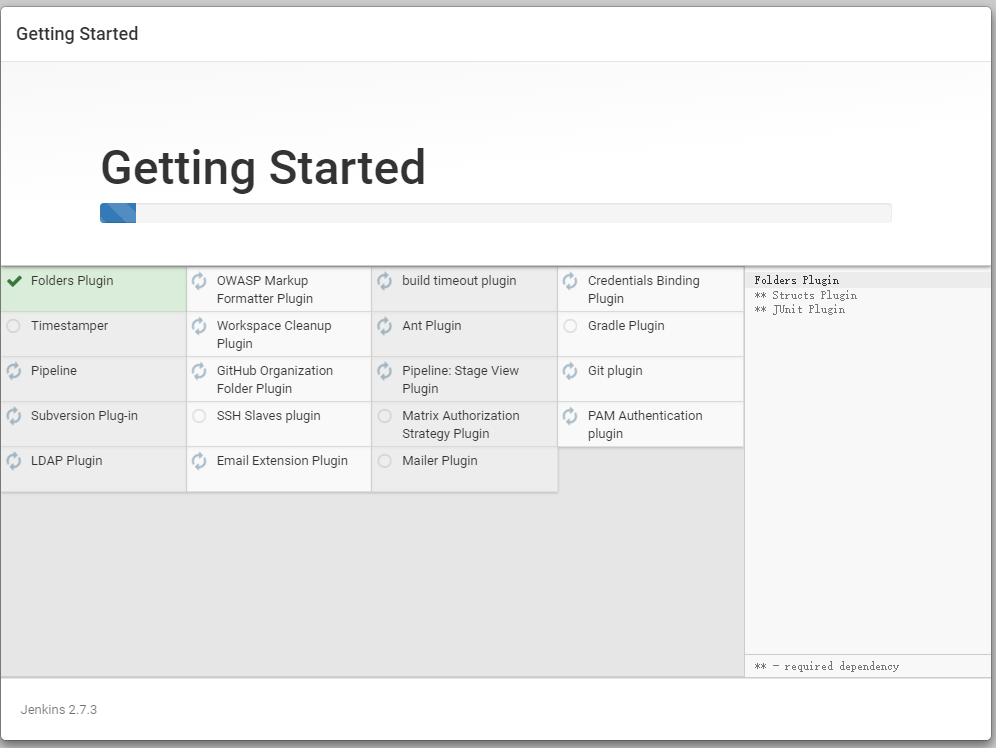 Getting Started
Getting Started
Folders Plugin
OWASP Markup
Formatter Plugin
build timeout plugin
Credentials Binding
Plugin
Timestamper
Workspace Cleanup
Plugin
Ant Plugin
Gradle Plugin
Pipeline
GitHub Organization
Folder Plugin
Pipeline: Stage View
Plugin
Git plugin
Subversion Plug-in
SSH Slaves plugin
Matrix Authorization
Strategy Plugin
PAM Authentication
plugin
LDAP Plugin
Email Extension Plugin
Mailer Plugin
Folders Plugin
** Structs Plugin
** JUnit Plugin
** - required dependency
Jenkins 2.7.3